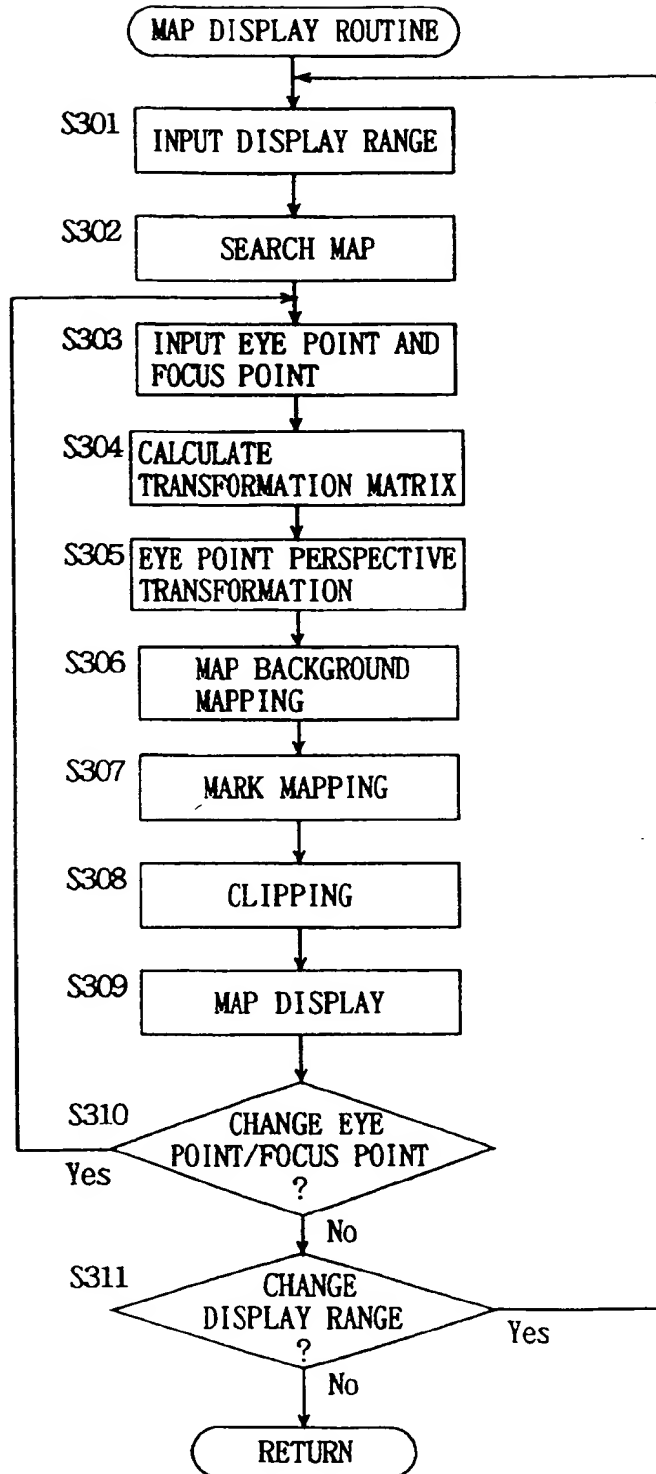 MAP DISPLAY ROUTINE
S301
INPUT DISPLAY RANGE
S302
SEARCH MAP
S303
INPUT EYE POINT AND
FOCUS POINT
S304
CALCULATE
TRANSFORMATION MATRIX
S305
EYE POINT PERSPECTIVE
TRANSFORMATION
S306
MAP BACKGROUND
MAPPING
S307
MARK MAPPING
S308
CLIPPING
S309
MAP DISPLAY
S310
CHANGE EYE
POINT/FOCUS POINT
?
Yes
No
S311
CHANGE
DISPLAY RANGE
?
Yes
No
RETURN